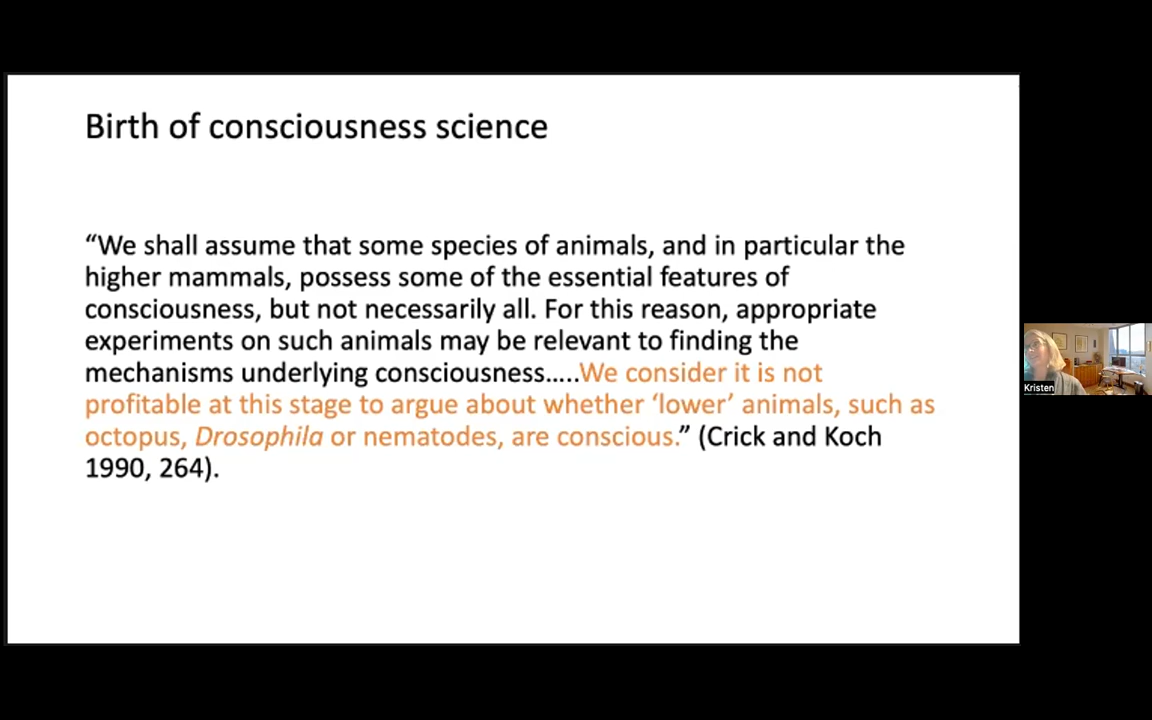 Birth of consciousness science
“We shall assume that some species of animals, and in particular the
higher mammals, possess some of the essential features of
consciousness, but not necessarily all. For this reason, appropriate
experiments on such animals may be relevant to finding the
mechanisms underlying consciousness…..We consider it is not
profitable at this stage to argue about whether ‘lower’ animals, such as
octopus, Drosophila or nematodes, are conscious.” (Crick and Koch
1990, 264).
Kristen